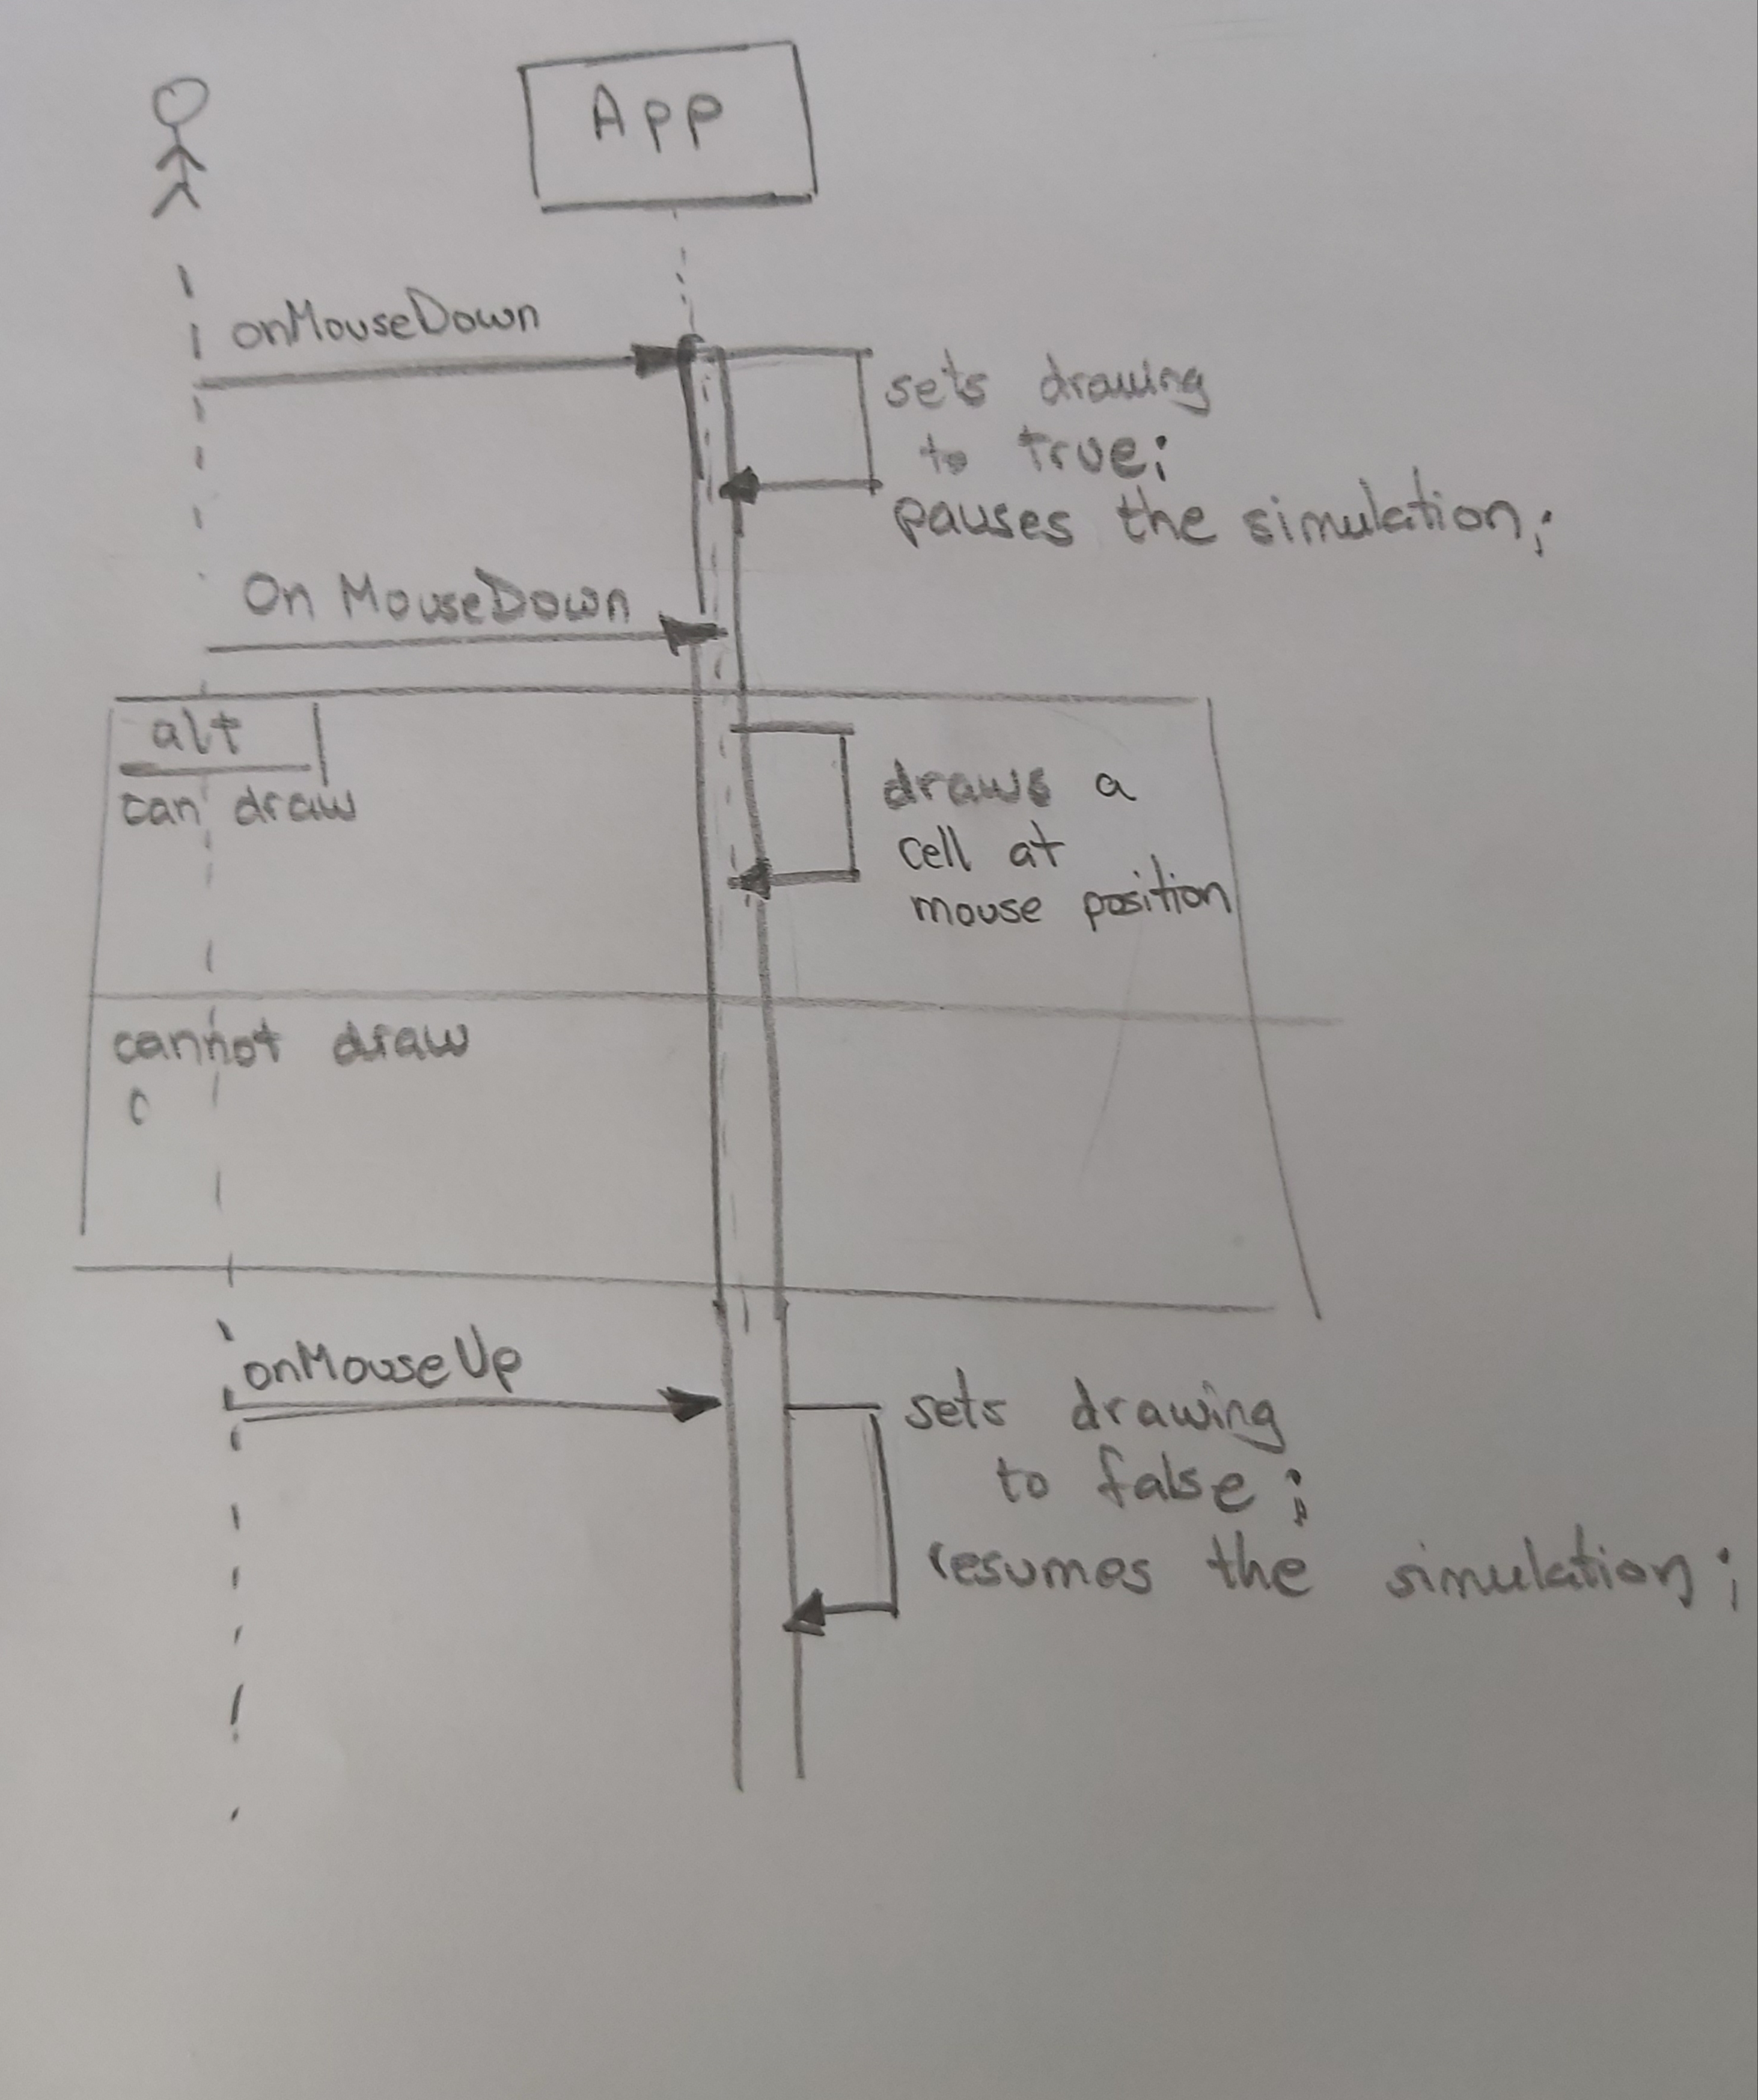 App
onMouseDown
sets drawing
to true;
pauses the simulation;
On MouseDown
alt
can draw
draws a
cell at
mouse position
cannot draw
onMouseUp
sets drawing
to false;
resumes the simulation;